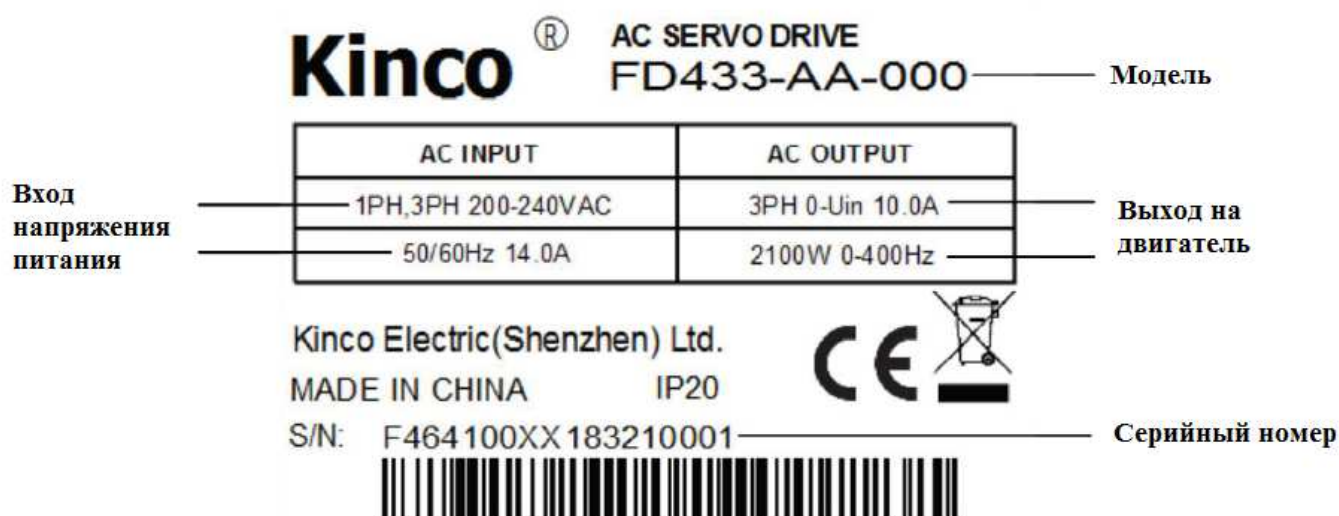 Kinco ® AC SERVO DRIVE
FD433-AA-000
Модель
AC INPUT AC OUTPUT
Вход
напряжения
питания
1PH,3PH 200-240VAC 3PH 0-Uin 10.0A
50/60Hz 14.0A 2100W 0-400Hz
Выход на
двигатель
Kinco Electric(Shenzhen) Ltd.
CE
MADE IN CHINA IP20
S/N: F464100XX183210001
Серийный номер